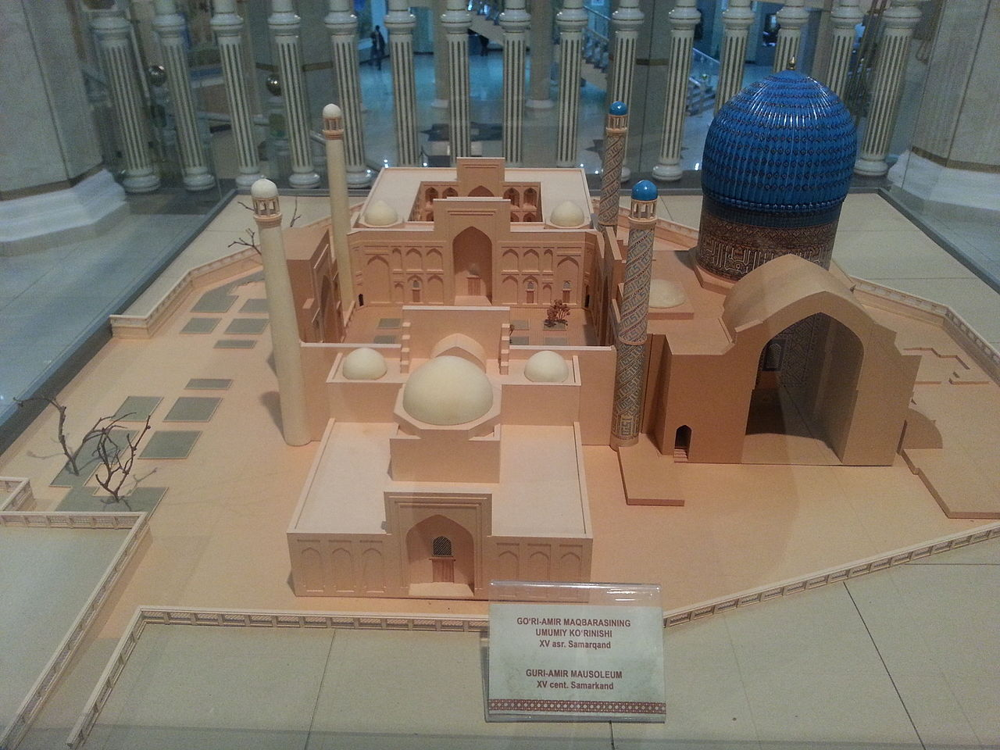 GO‘RI-AMIR MAQBARASINING
UMUMIY KO‘RINISHI
XV asr. Samarqand
GURI-AMIR MAUSOLEUM
XV cent. Samarkand